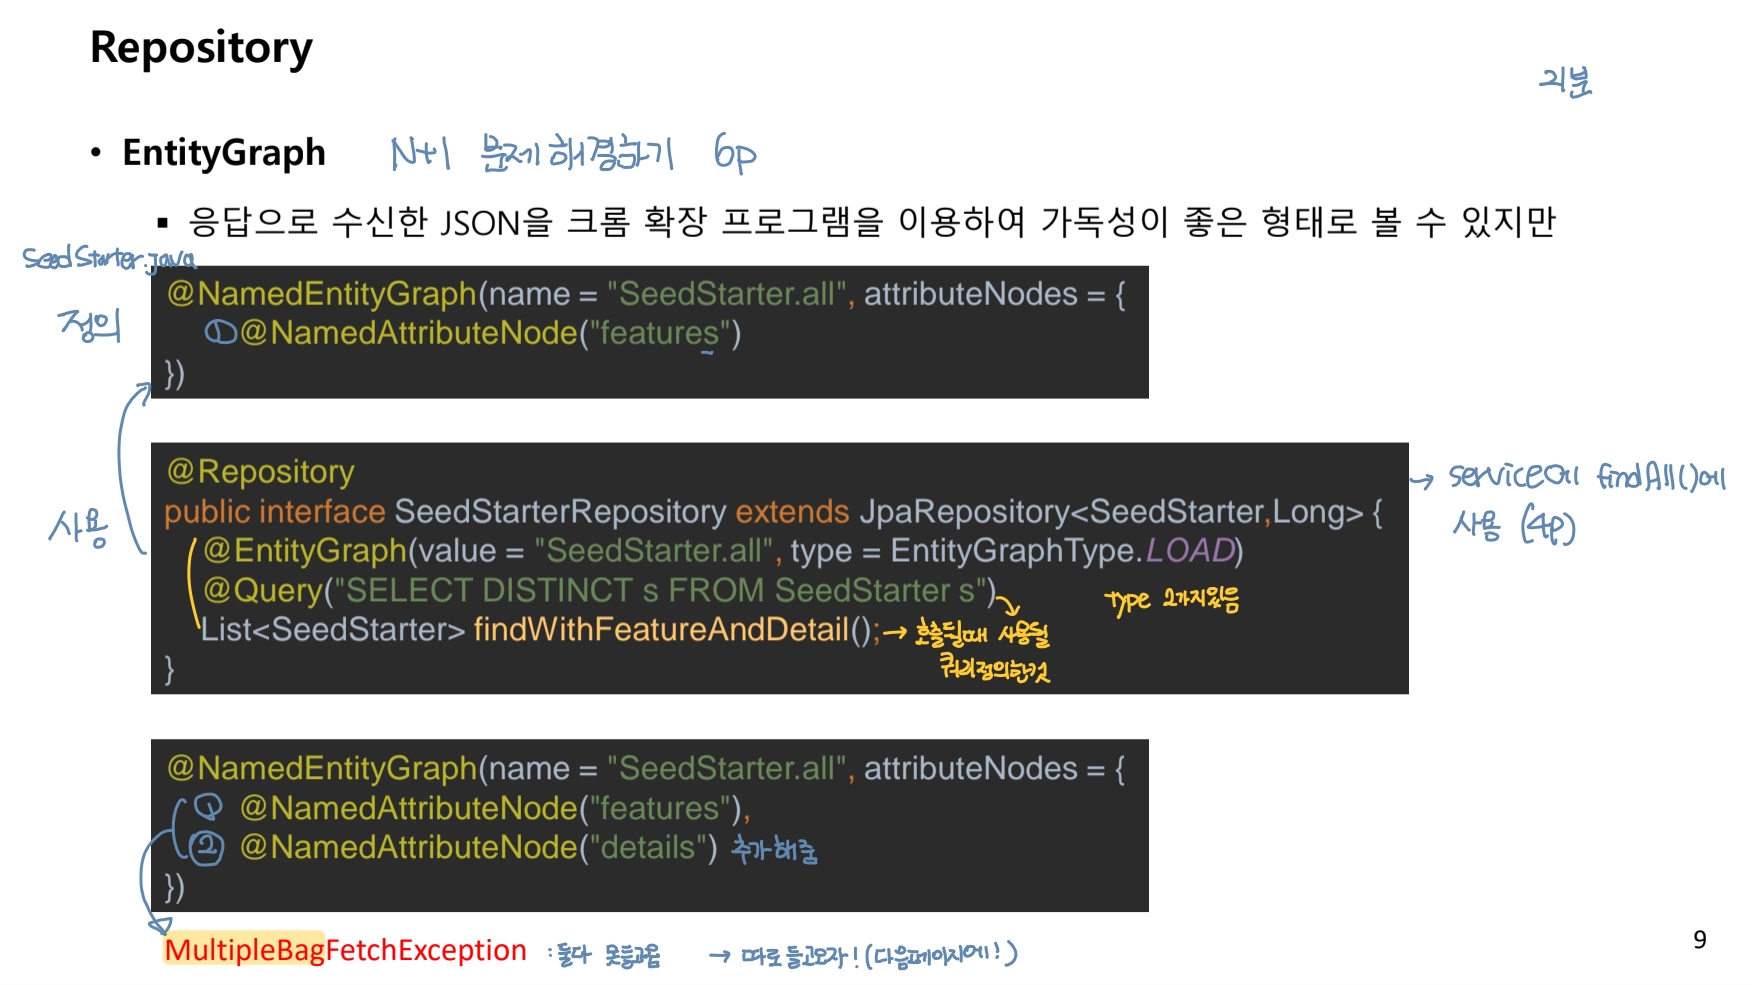 Repository
21분
• EntityGraph N+1 문제해결하기 6p
▪ 응답으로 수신한 JSON을 크롬 확장 프로그램을 이용하여 가독성이 좋은 형태로 볼 수 있지만
SeedStarter.java
정의
@NamedEntityGraph(name = "SeedStarter.all", attributeNodes = {
① @NamedAttributeNode("features")
})
사용
@Repository
public interface SeedStarterRepository extends JpaRepository<SeedStarter,Long> {
@EntityGraph(value = "SeedStarter.all", type = EntityGraphType.LOAD)
@Query("SELECT DISTINCT s FROM SeedStarter s")
type 2가지있음
List<SeedStarter> findWithFeatureAndDetail(); → 호출될때 사용될
쿼리정의한것
}
→ service에 findAll()에
사용 (4p)
@NamedEntityGraph(name = "SeedStarter.all", attributeNodes = {
① @NamedAttributeNode("features"),
② @NamedAttributeNode("details") 추가해줌
})
MultipleBagFetchException : 둘다 못들고옴 → 따로 들고오자! (다음페이지에!)
9